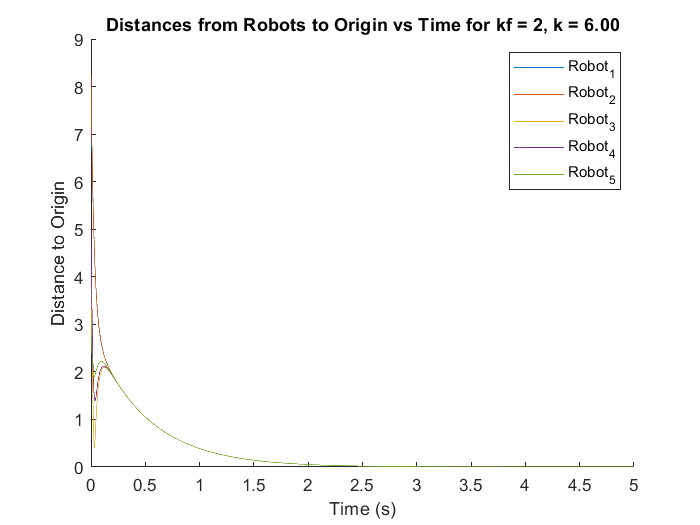 Distances from Robots to Origin vs Time for kf = 2, k = 6.00
9
8
7
6
5
4
3
2
1
0
Distance to Origin
Robot1
Robot2
Robot3
Robot4
Robot5
0 0.5 1 1.5 2 2.5 3 3.5 4 4.5 5
Time (s)